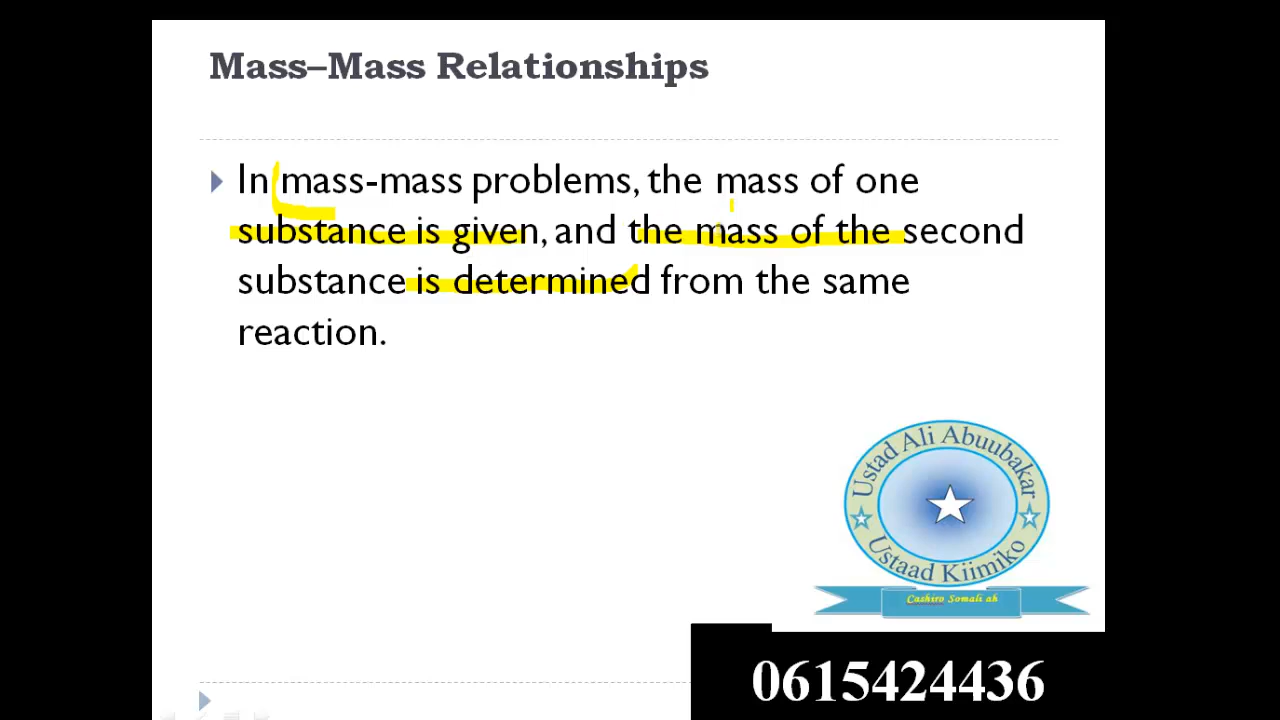 Mass–Mass Relationships
In mass-mass problems, the mass of one
substance is given, and the mass of the second
substance is determined from the same
reaction.
Ustad Ali Abuubakar
Ustaad Kiimiko
Cashiro Somali ah
0615424436